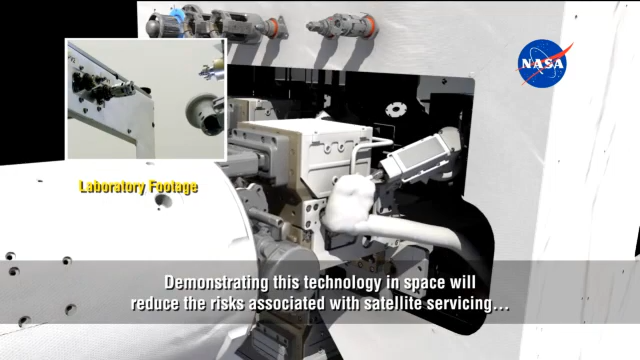 NASA
Laboratory Footage
Demonstrating this technology in space will
reduce the risks associated with satellite servicing...